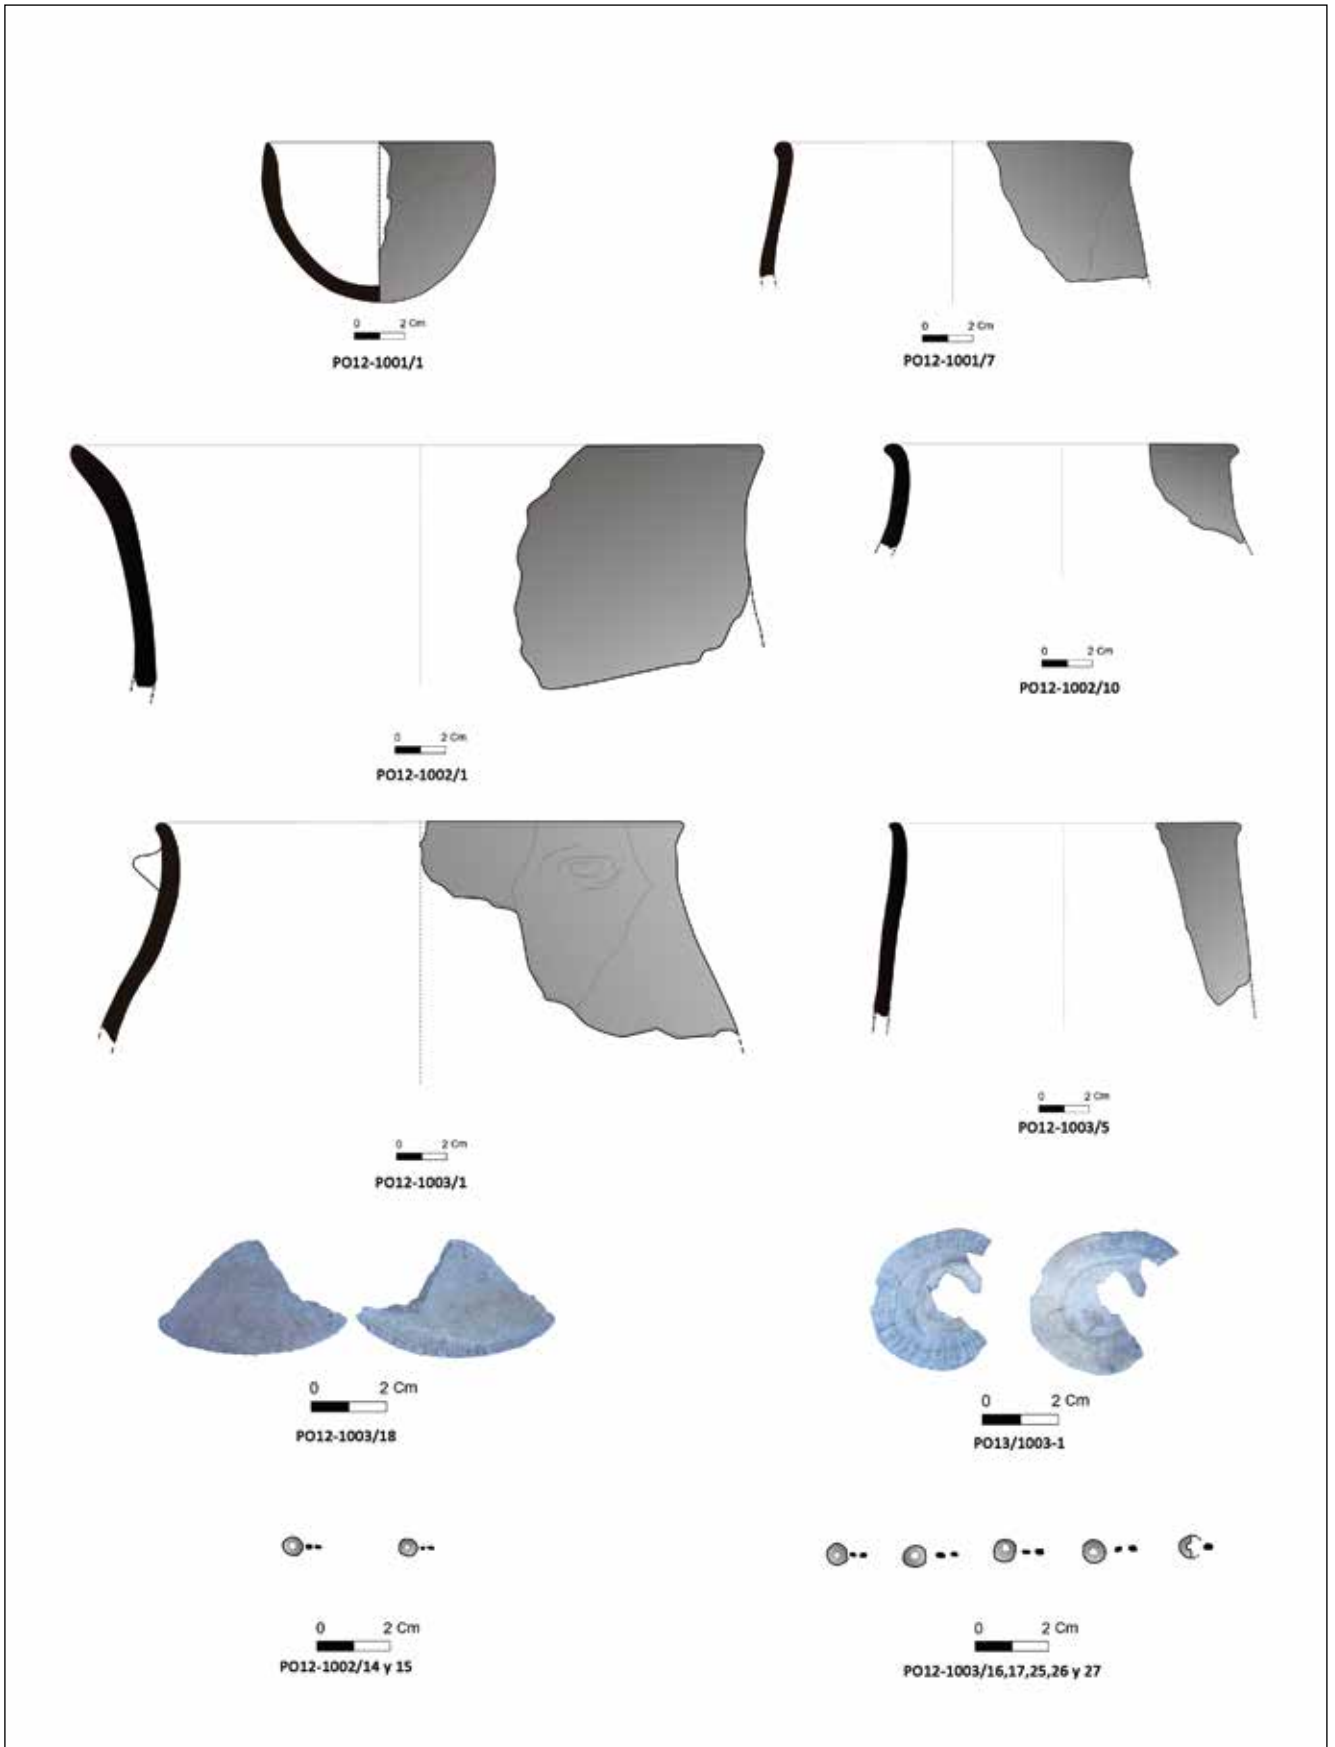 0 2 Cm
PO12-1001/1
0 2 Cm
PO12-1001/7
0 2 Cm
PO12-1002/1
0 2 Cm
PO12-1002/10
0 2 Cm
PO12-1003/1
0 2 Cm
PO12-1003/5
0 2 Cm
PO12-1003/18
0 2 Cm
PO13/1003-1
0 2 Cm
PO12-1002/14 y 15
0 2 Cm
PO12-1003/16,17,25,26 y 27